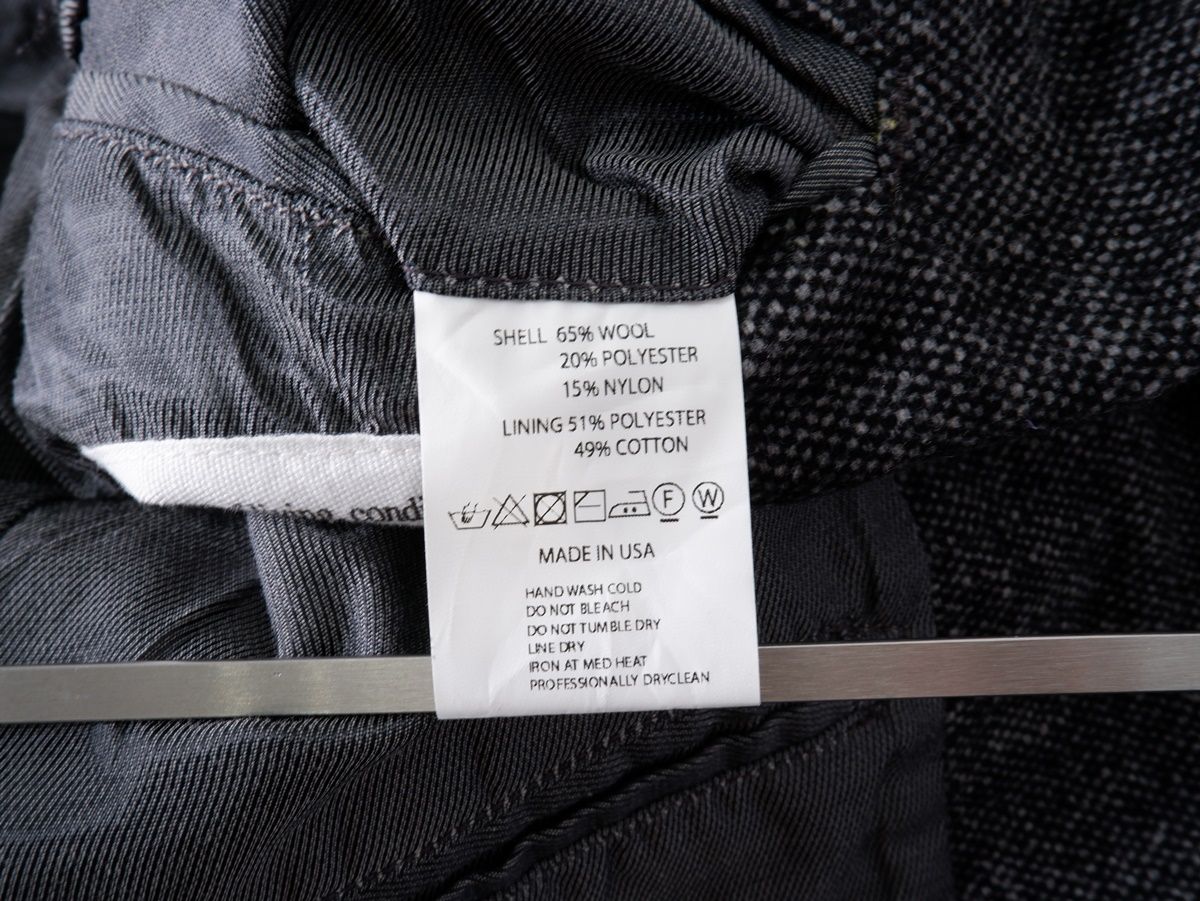 SHELL 65% WOOL
20% POLYESTER
15% NYLON
LINING 51% POLYESTER
49% COTTON
F W
MADE IN USA
HAND WASH COLD
DO NOT BLEACH
DO NOT TUMBLE DRY
LINE DRY
IRON AT MED HEAT
PROFESSIONALLY DRYCLEAN